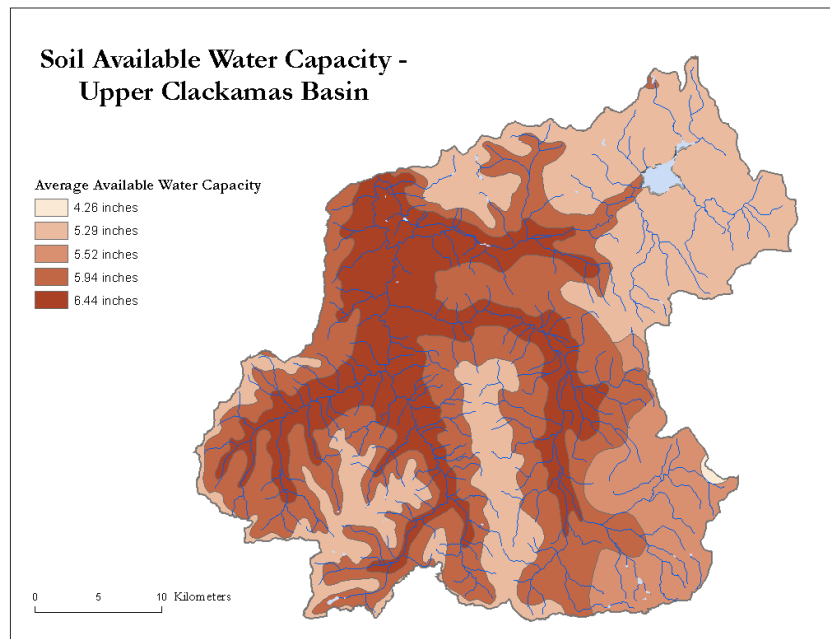 Soil Available Water Capacity -
Upper Clackamas Basin
Average Available Water Capacity
4.26 inches
5.29 inches
5.52 inches
5.94 inches
6.44 inches
0 5 10 Kilometers